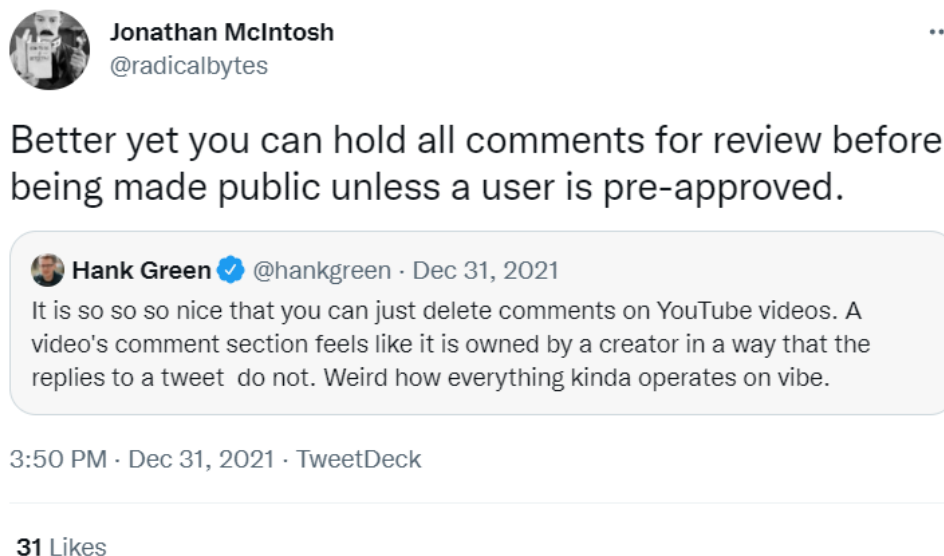 Jonathan McIntosh
@radicalbytes
Better yet you can hold all comments for review before
being made public unless a user is pre-approved.
Hank Green @hankgreen · Dec 31, 2021
It is so so so nice that you can just delete comments on YouTube videos. A
video's comment section feels like it is owned by a creator in a way that the
replies to a tweet  do not. Weird how everything kinda operates on vibe.
3:50 PM · Dec 31, 2021 · TweetDeck
31 Likes